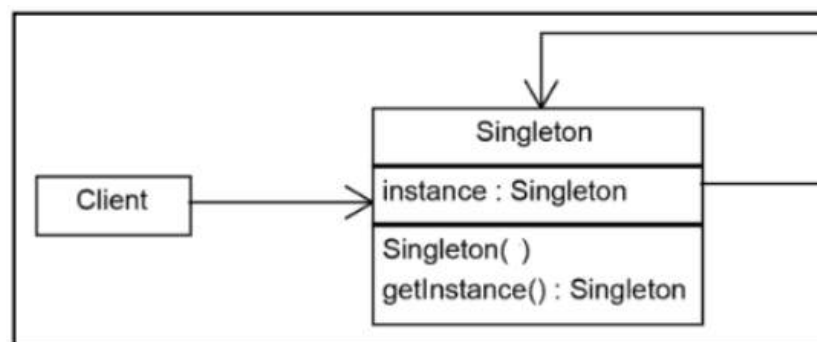 Singleton
Client
instance : Singleton
Singleton( )
getInstance() : Singleton